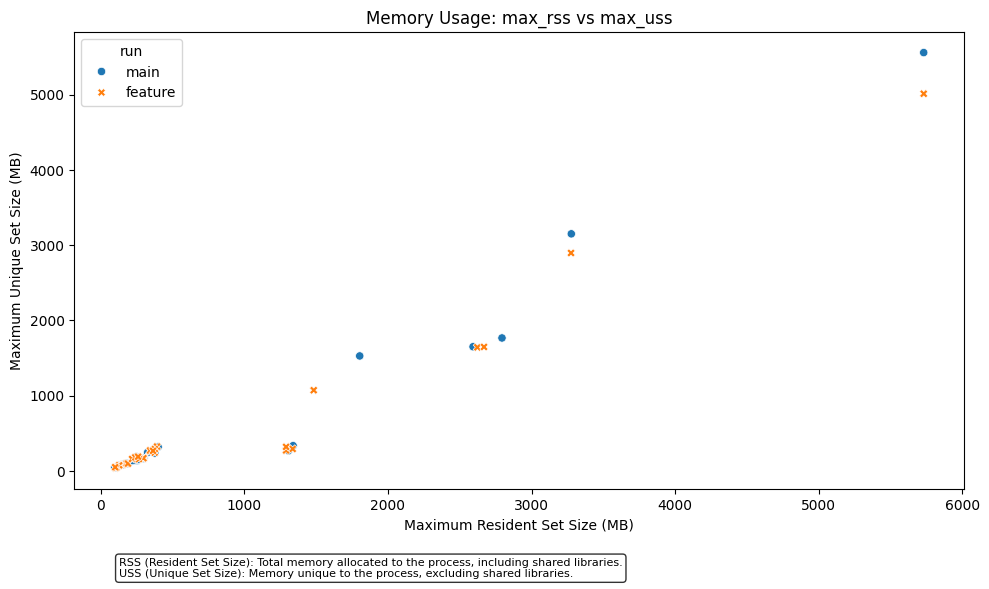 Memory Usage: max_rss vs max_uss
run
main
feature
Maximum Unique Set Size (MB)
5000
4000
3000
2000
1000
0
0 1000 2000 3000 4000 5000 6000
Maximum Resident Set Size (MB)
RSS (Resident Set Size): Total memory allocated to the process, including shared libraries.
USS (Unique Set Size): Memory unique to the process, excluding shared libraries.